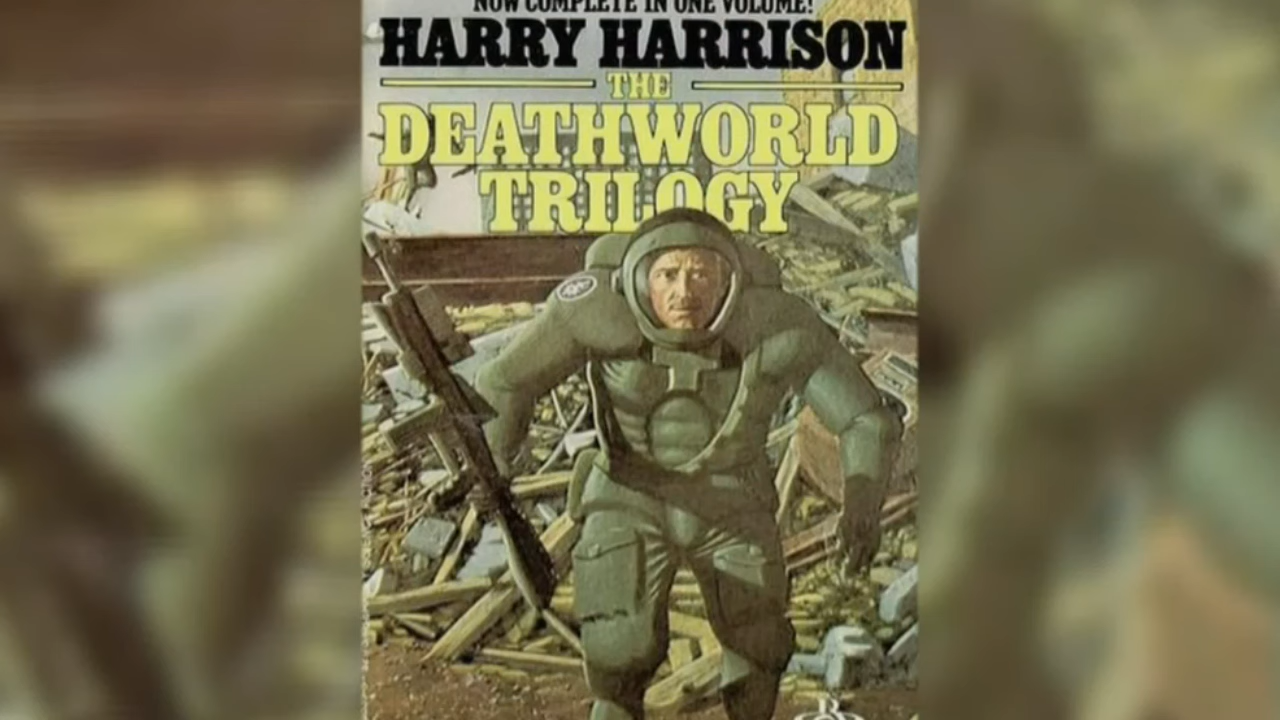 NOW COMPLETE IN ONE VOLUME!
HARRY HARRISON
THE
DEATHWORLD
TRILOGY